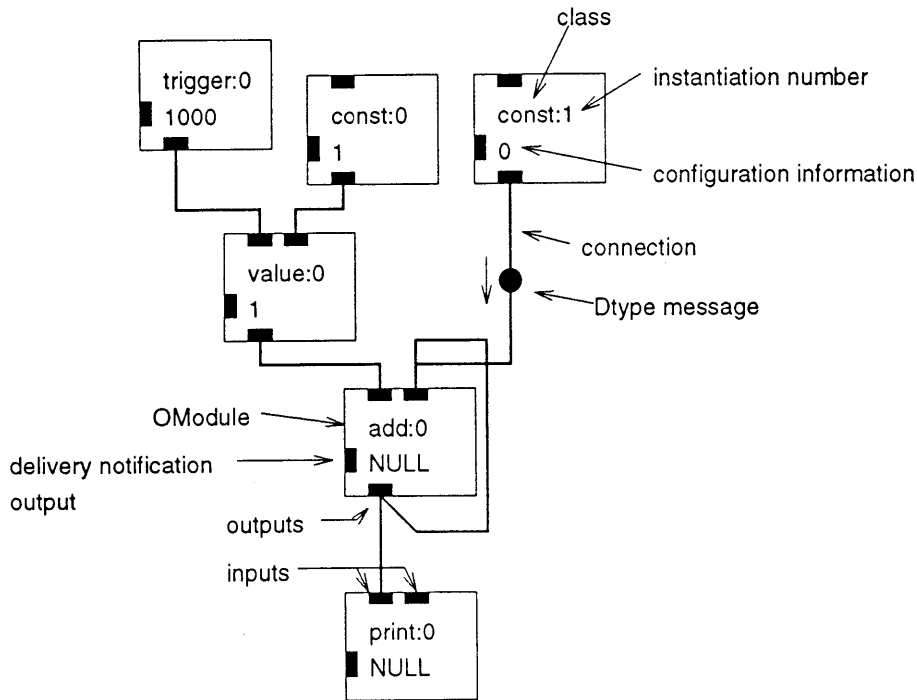 class
trigger:0
1000
const:0
1
const:1
0
instantiation number
configuration information
connection
Dtype message
value:0
1
OModule
add:0
NULL
delivery notification
output
outputs
inputs
print:0
NULL